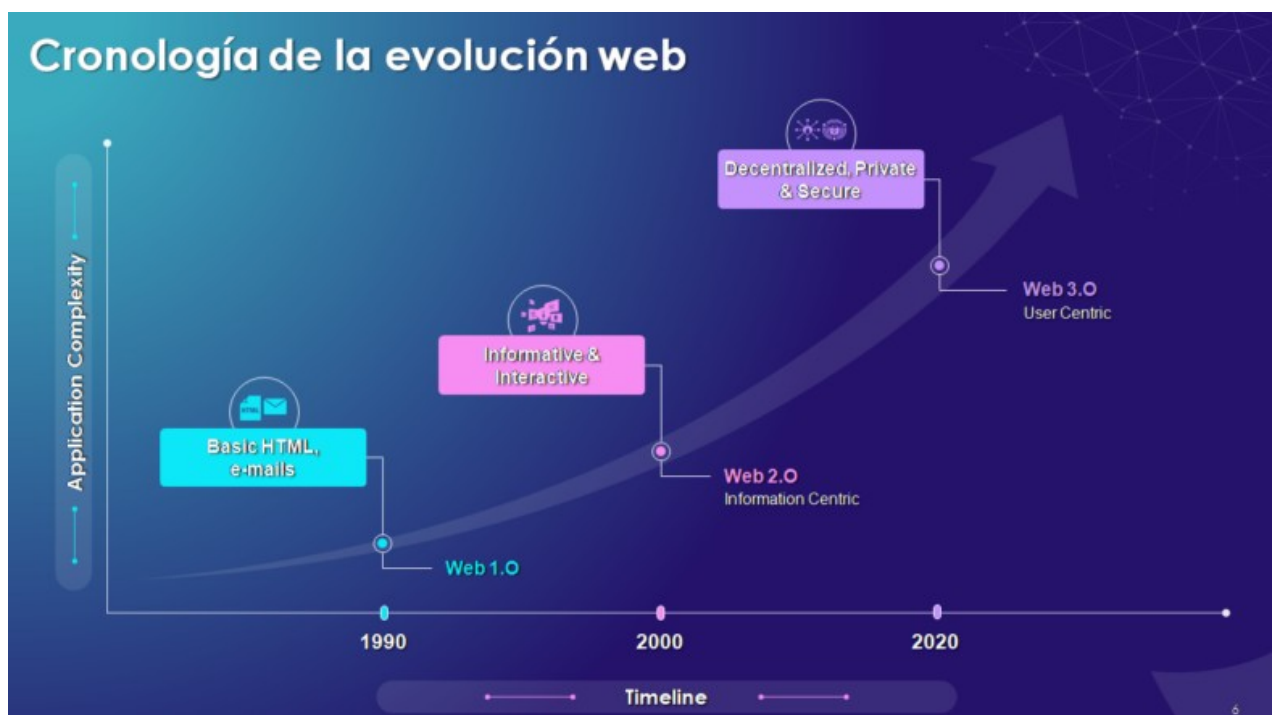 Cronología de la evolución web
Application Complexity
Decentralized, Private
& Secure
Web 3.O
User Centric
Informative &
Interactive
Web 2.O
Information Centric
HTML
Basic HTML,
e-mails
Web 1.O
1990
2000
2020
Timeline
6